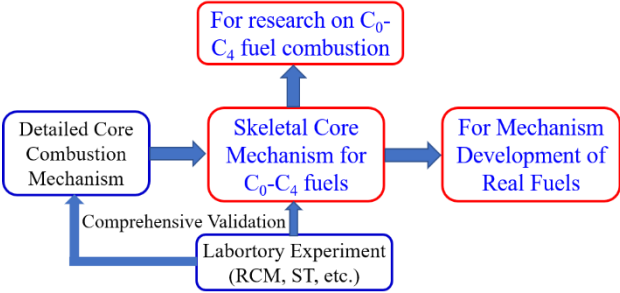 For research on C₀-
C₄ fuel combustion
Detailed Core
Combustion
Mechanism
Skeletal Core
Mechanism for
C₀-C₄ fuels
For Mechanism
Development of
Real Fuels
Comprehensive Validation
Labortory Experiment
(RCM, ST, etc.)